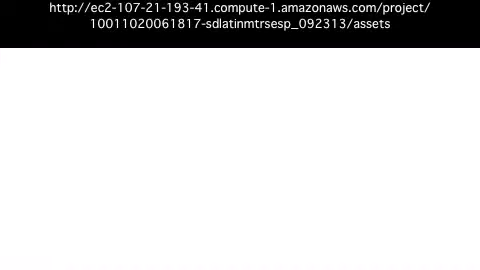 http://ec2-107-21-193-41.compute-1.amazonaws.com/project/
10011020061817-sdlatinmtrsesp_092313/assets